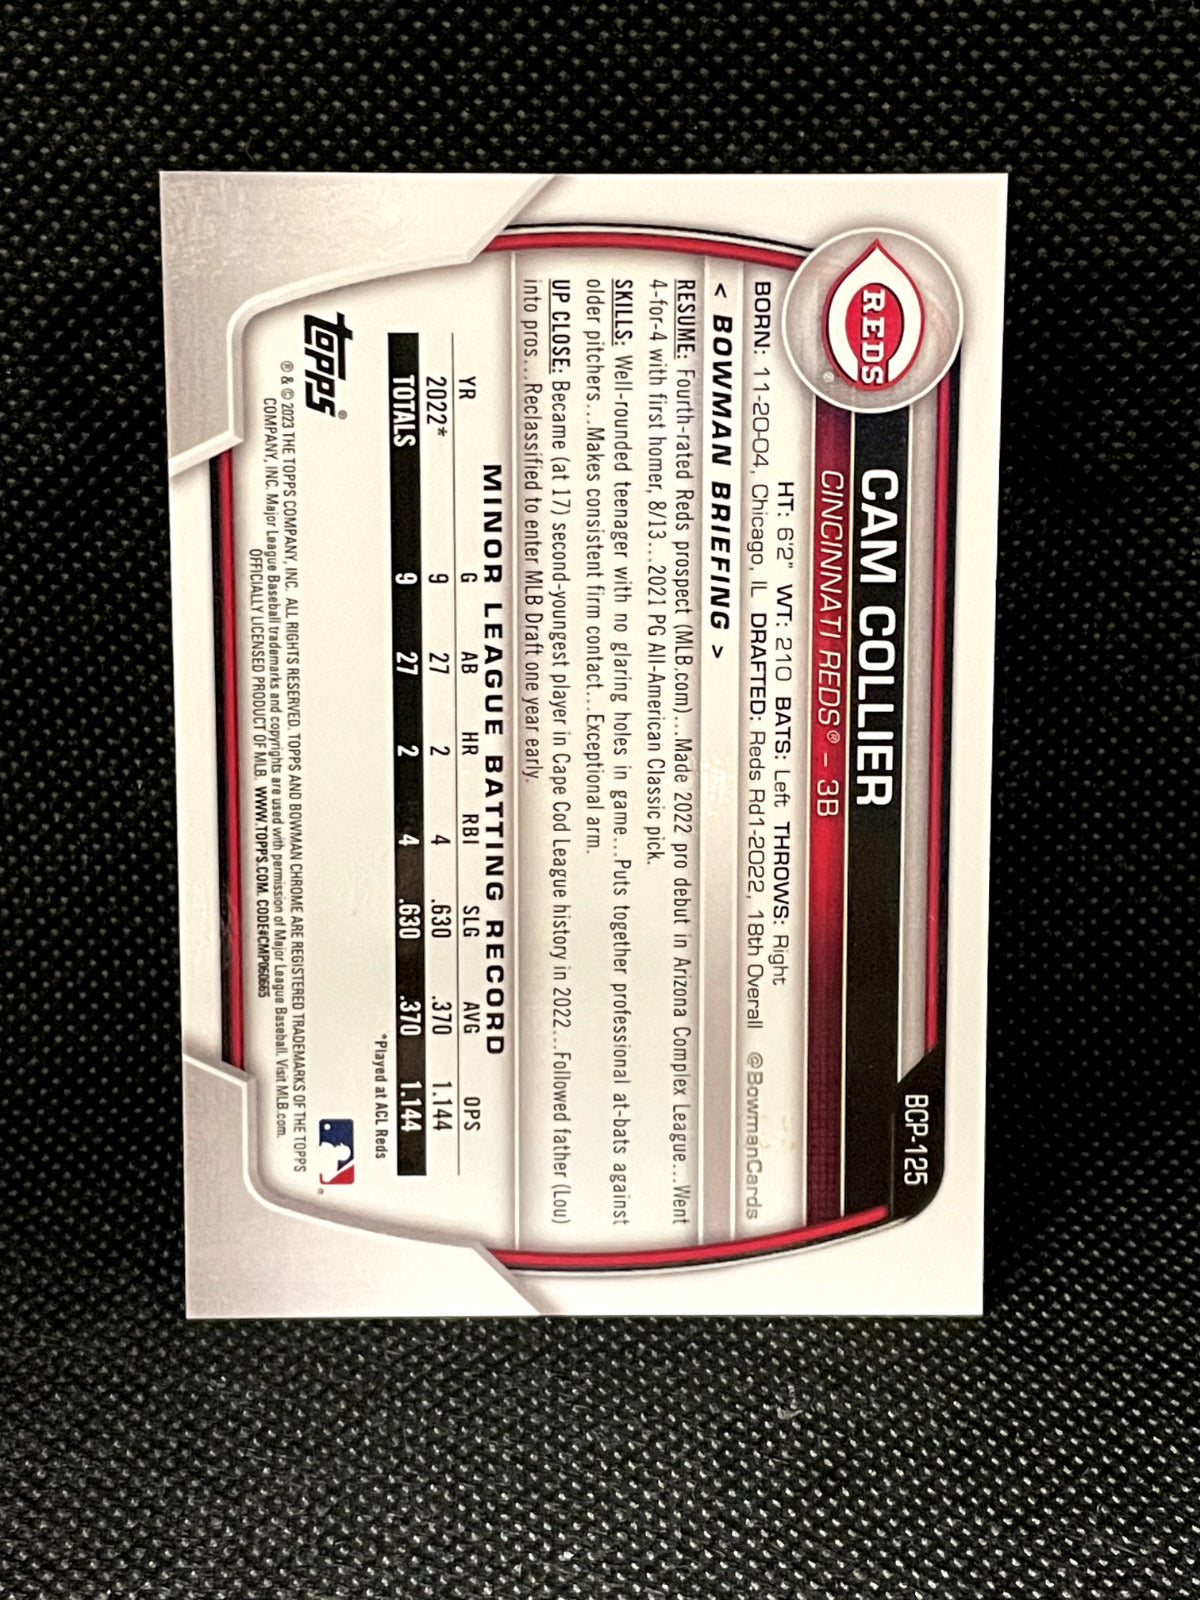 BCP-125
REDS®
CAM COLLIER
CINCINNATI REDS® - 3B
HT: 6'2" WT: 210 BATS: Left THROWS: Right
BORN: 11-20-04, Chicago, IL DRAFTED: Reds Rd1-2022, 18th Overall @BowmanCards
< BOWMAN BRIEFING >
RESUME: Fourth-rated Reds prospect (MLB.com)...Made 2022 pro debut in Arizona Complex League...Went
4-for-4 with first homer, 8/13...2021 PG All-American Classic pick.
SKILLS: Well-rounded teenager with no glaring holes in game...Puts together professional at-bats against
older pitchers...Makes consistent firm contact...Exceptional arm.
UP CLOSE: Became (at 17) second-youngest player in Cape Cod League history in 2022...Followed father (Lou)
into pros...Reclassified to enter MLB Draft one year early.
MINOR LEAGUE BATTING RECORD
YR G AB HR RBI SLG AVG OPS
2022* 9 27 2 4 .630 .370 1.144
TOTALS 9 27 2 4 .630 .370 1.144
*Played at ACL Reds
topps®
® & © 2023 THE TOPPS COMPANY, INC. ALL RIGHTS RESERVED. TOPPS AND BOWMAN CHROME ARE REGISTERED TRADEMARKS OF THE TOPPS
COMPANY, INC. Major League Baseball trademarks and copyrights are used with permission of Major League Baseball. Visit MLB.com.
OFFICIALLY LICENSED PRODUCT OF MLB. WWW.TOPPS.COM. CODE#CMP060665